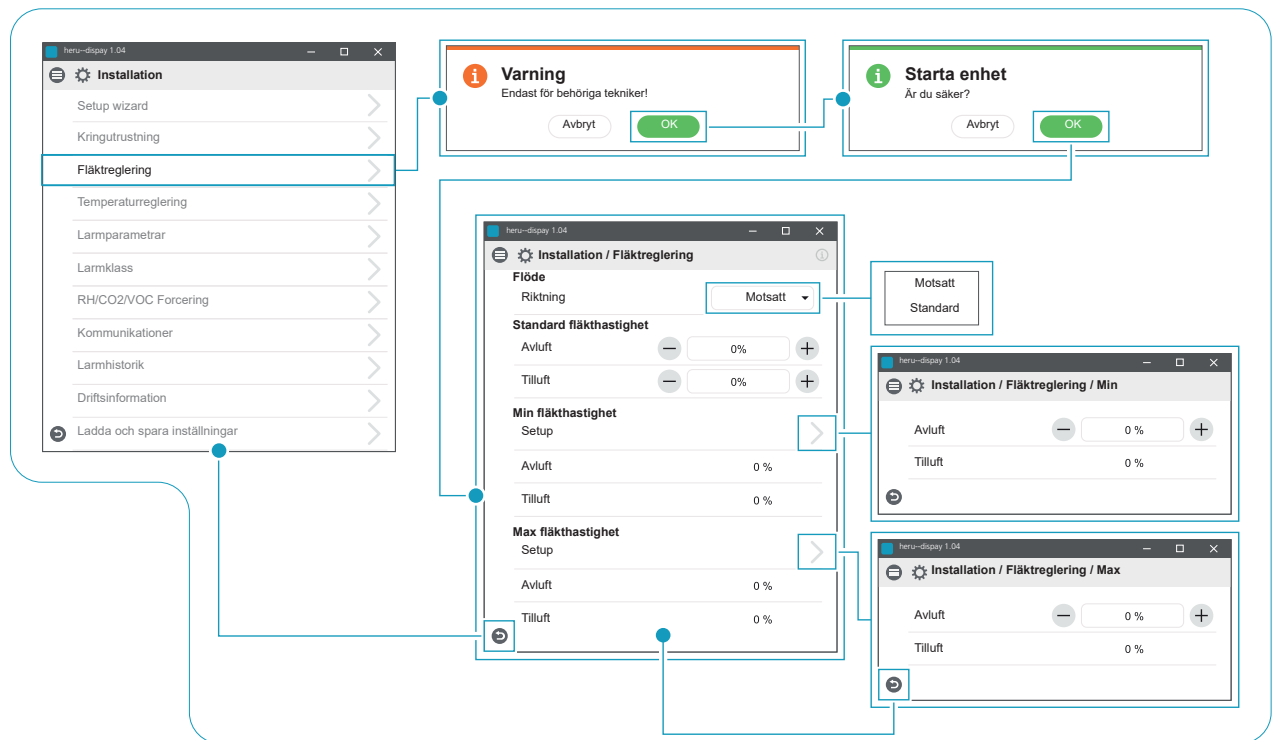 heru--dispay 1.04
Installation
Setup wizard
Kringutrustning
Fläktreglering
Temperaturreglering
Larmparametrar
Larmklass
RH/CO2/VOC Forcering
Kommunikationer
Larmhistorik
Driftsinformation
Ladda och spara inställningar
Varning
Endast för behöriga tekniker!
Avbryt OK
Starta enhet
Är du säker?
Avbryt OK
heru--dispay 1.04
Installation / Fläktreglering
Flöde
Riktning Motsatt
Standard fläkthastighet
Avluft 0%
Tilluft 0%
Min fläkthastighet
Setup
Avluft 0 %
Tilluft 0 %
Max fläkthastighet
Setup
Avluft 0 %
Tilluft 0 %
Motsatt
Standard
heru--dispay 1.04
Installation / Fläktreglering / Min
Avluft 0 %
Tilluft 0 %
heru--dispay 1.04
Installation / Fläktreglering / Max
Avluft 0 %
Tilluft 0 %